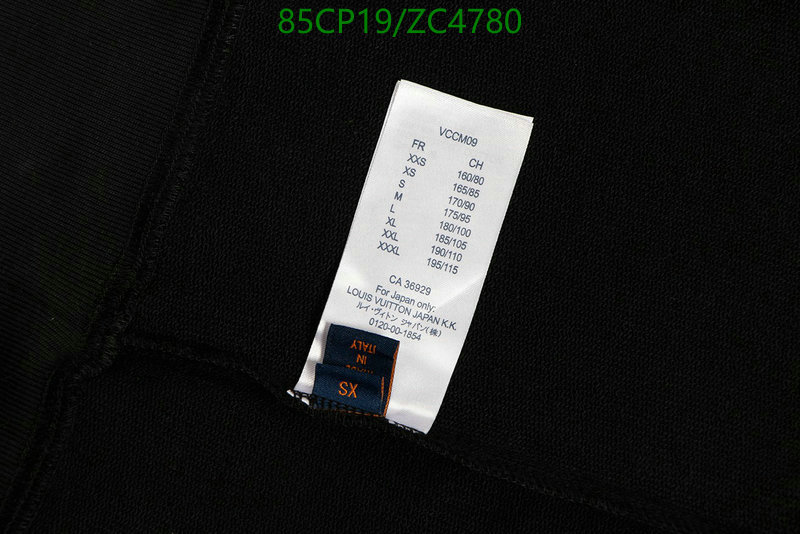 85CP19/ZC4780
VCCM09
FR CH
XXS 160/80
XS 165/85
S 170/90
M 175/95
L 180/100
XL 185/105
XXL 190/110
XXXL 195/115
CA 36929
For Japan only:
LOUIS VUITTON JAPAN K.K.
ルイ・ヴィトン ジャパン(株)
0120-00-1854
IN
ITALY
XS